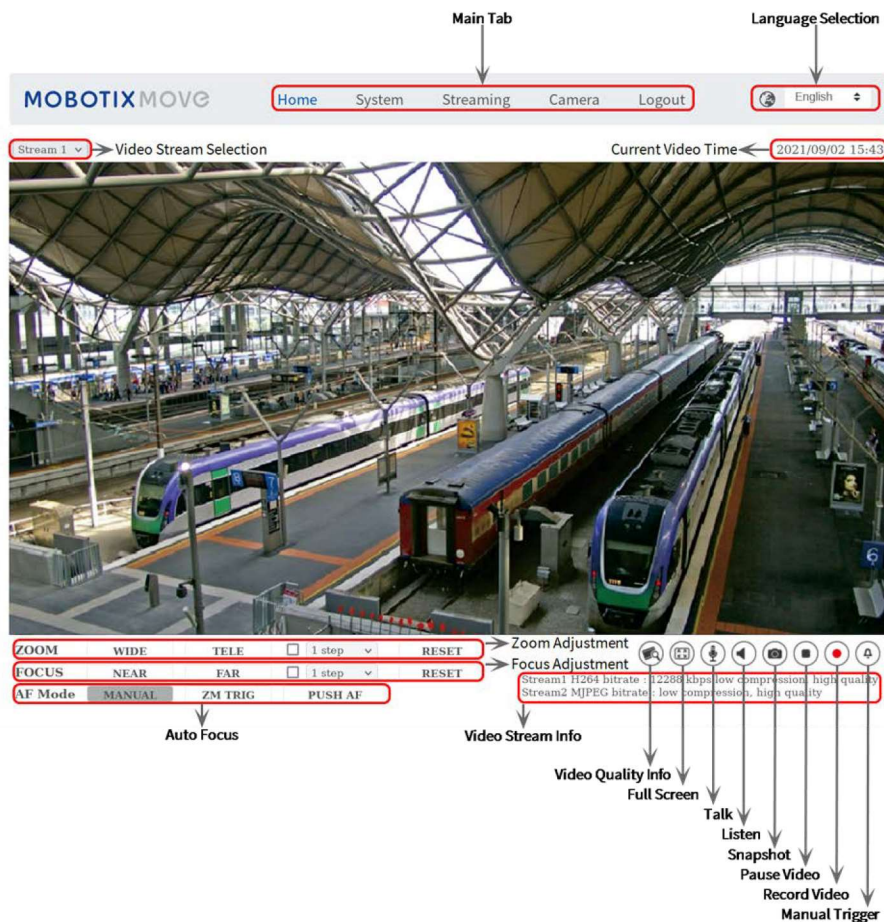 Main Tab
Language Selection
MOBOTIX MOVE
Home System Streaming Camera Logout
English
Stream 1
Video Stream Selection
Current Video Time
2021/09/02 15:43
6
ZOOM WIDE TELE 1 step RESET
Zoom Adjustment
FOCUS NEAR FAR 1 step RESET
Focus Adjustment
AF Mode MANUAL ZM TRIG PUSH AF
Stream1 H264 bitrate : 12288 kbps low compression, high quality
Stream2 MJPEG bitrate : low compression, high quality
Auto Focus
Video Stream Info
Video Quality Info
Full Screen
Talk
Listen
Snapshot
Pause Video
Record Video
Manual Trigger